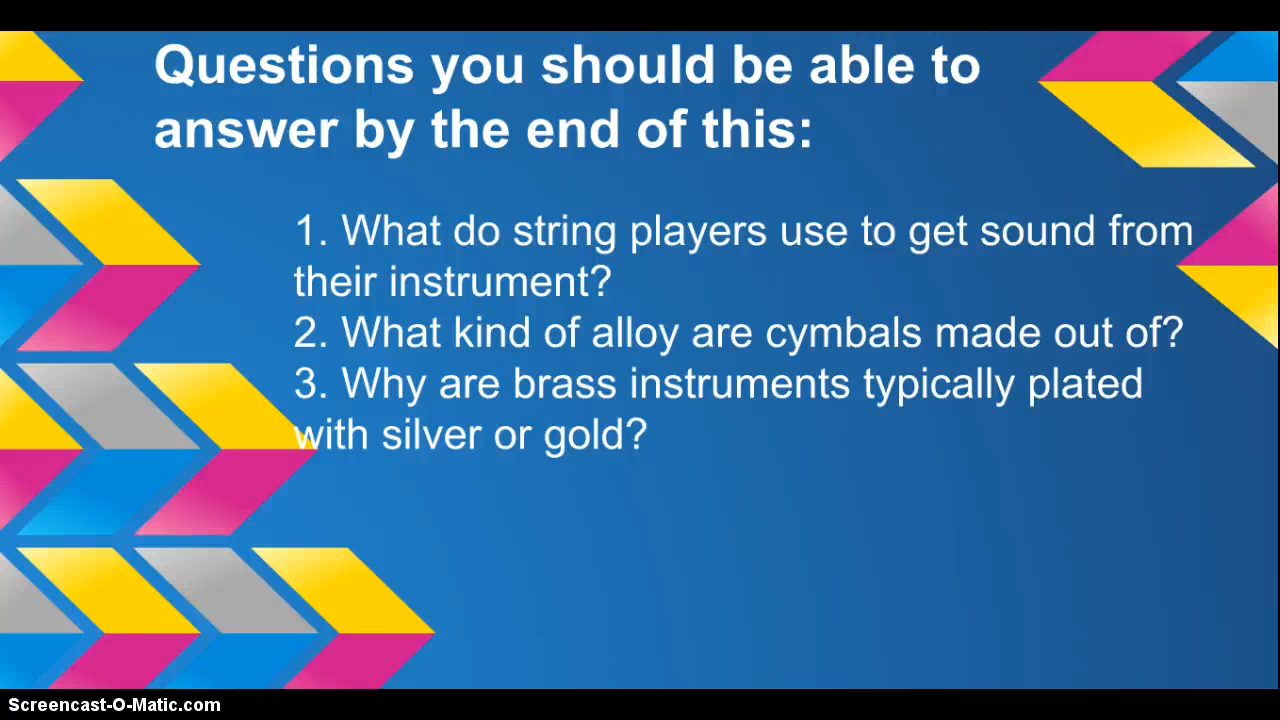 Questions you should be able to
answer by the end of this:
1. What do string players use to get sound from
their instrument?
2. What kind of alloy are cymbals made out of?
3. Why are brass instruments typically plated
with silver or gold?
Screencast-O-Matic.com